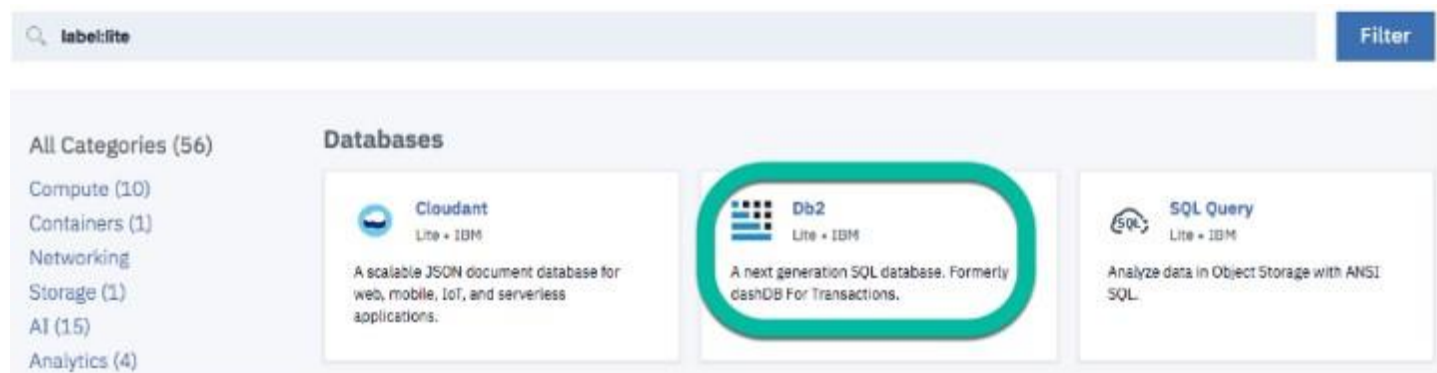 label:lite
Filter
All Categories (56)
Compute (10)
Containers (1)
Networking
Storage (1)
AI (15)
Analytics (4)
Databases
Cloudant
Lite • IBM
A scalable JSON document database for
web, mobile, IoT, and serverless
applications.
Db2
Lite • IBM
A next generation SQL database. Formerly
dashDB For Transactions.
SQL
SQL Query
Lite • IBM
Analyze data in Object Storage with ANSI
SQL.